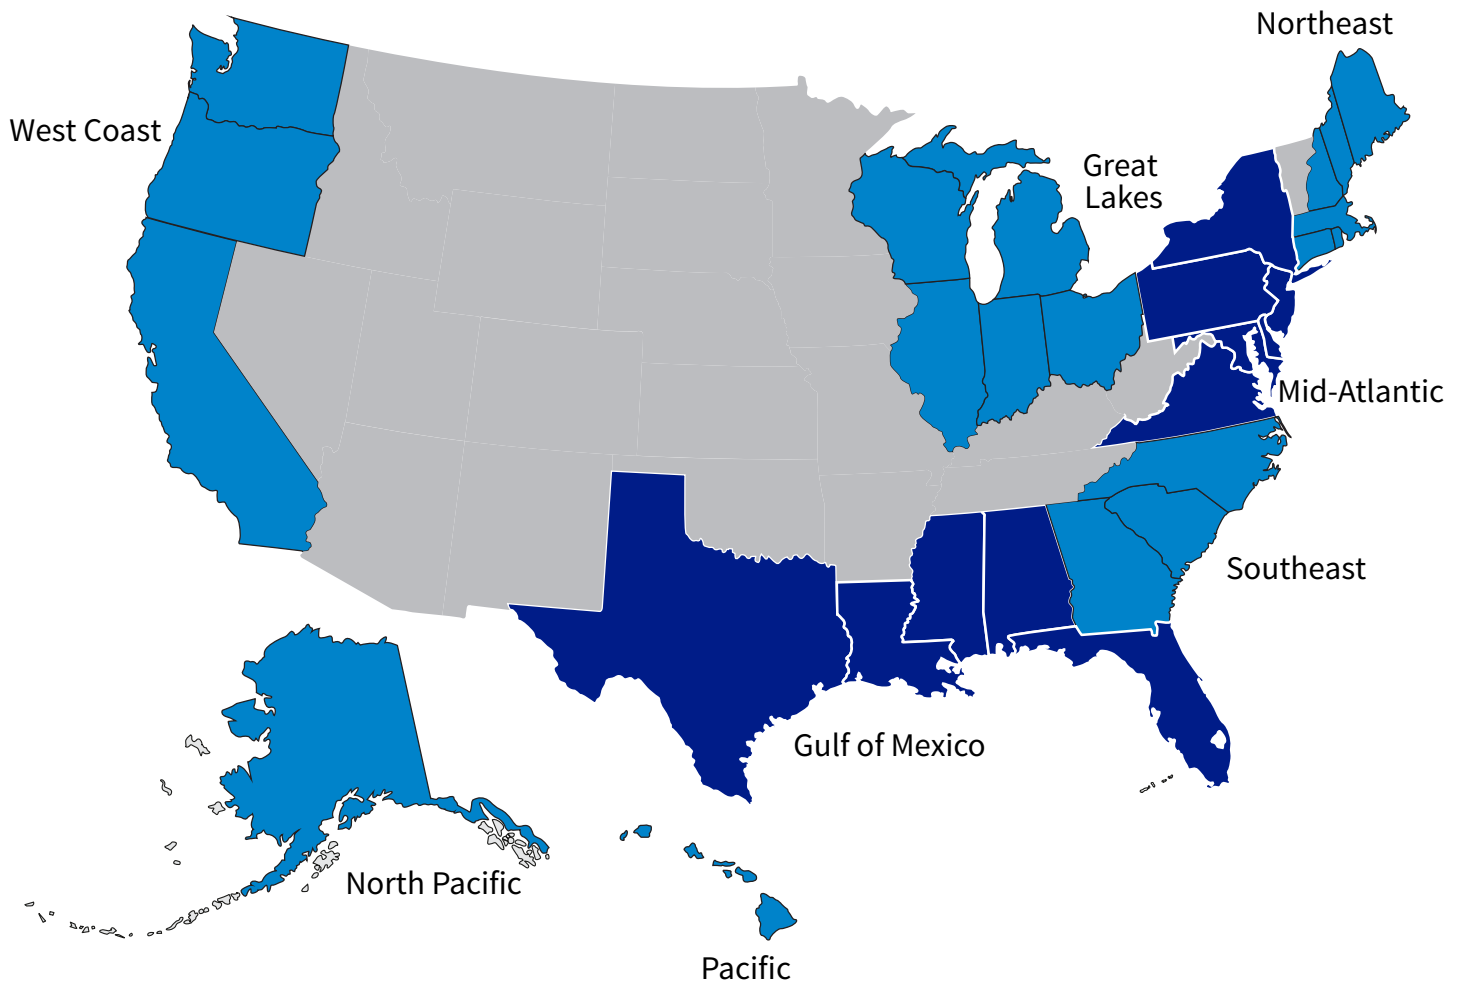 Northeast
West Coast
Great
Lakes
Mid-Atlantic
Southeast
Gulf of Mexico
North Pacific
Pacific